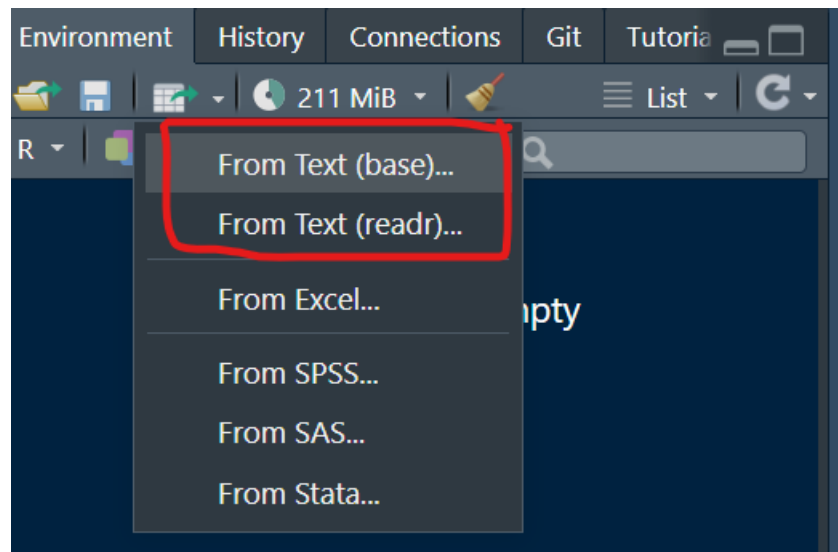 Environment History Connections Git Tutoria
211 MiB List
R
From Text (base)...
From Text (readr)...
From Excel...
From SPSS...
From SAS...
From Stata...